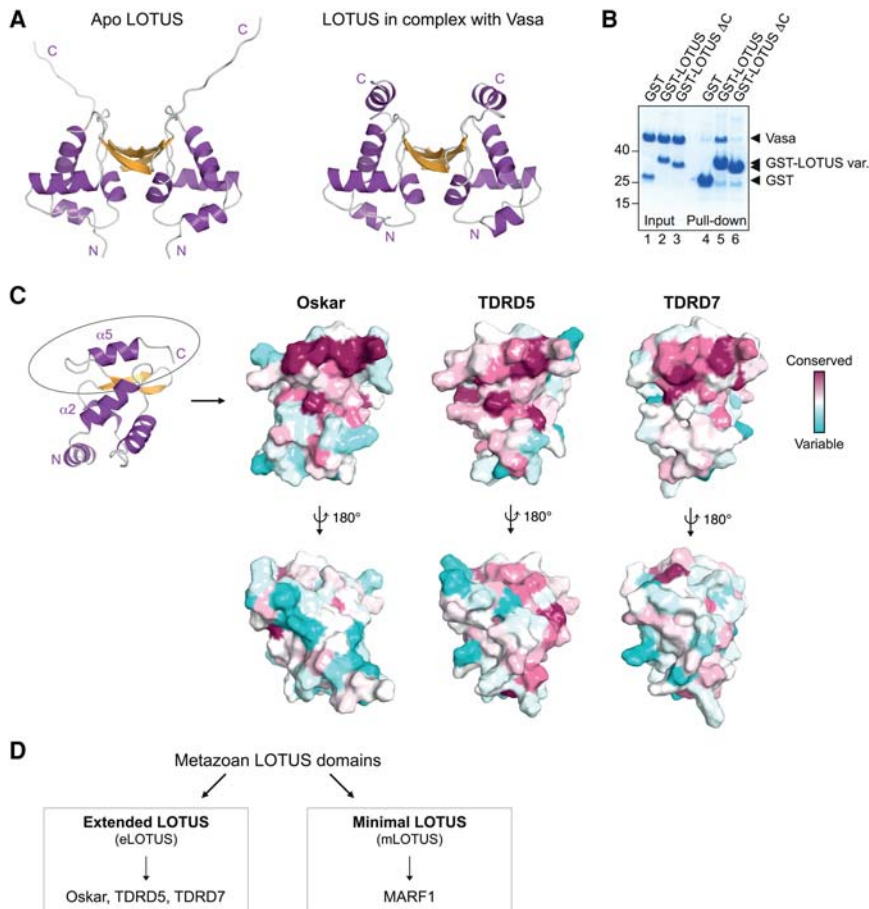 A
Apo LOTUS
LOTUS in complex with Vasa
C
C
N
N
C
C
N
N
B
GST
GST-LOTUS
GST-LOTUS ΔC
GST
GST-LOTUS
GST-LOTUS ΔC
40
25
15
Vasa
GST-LOTUS var.
GST
Input
Pull-down
1 2 3 4 5 6
C
Oskar
TDRD5
TDRD7
α5
C
α2
N
Conserved
Variable
180°
180°
180°
D
Metazoan LOTUS domains
Extended LOTUS
(eLOTUS)
Oskar, TDRD5, TDRD7
Minimal LOTUS
(mLOTUS)
MARF1